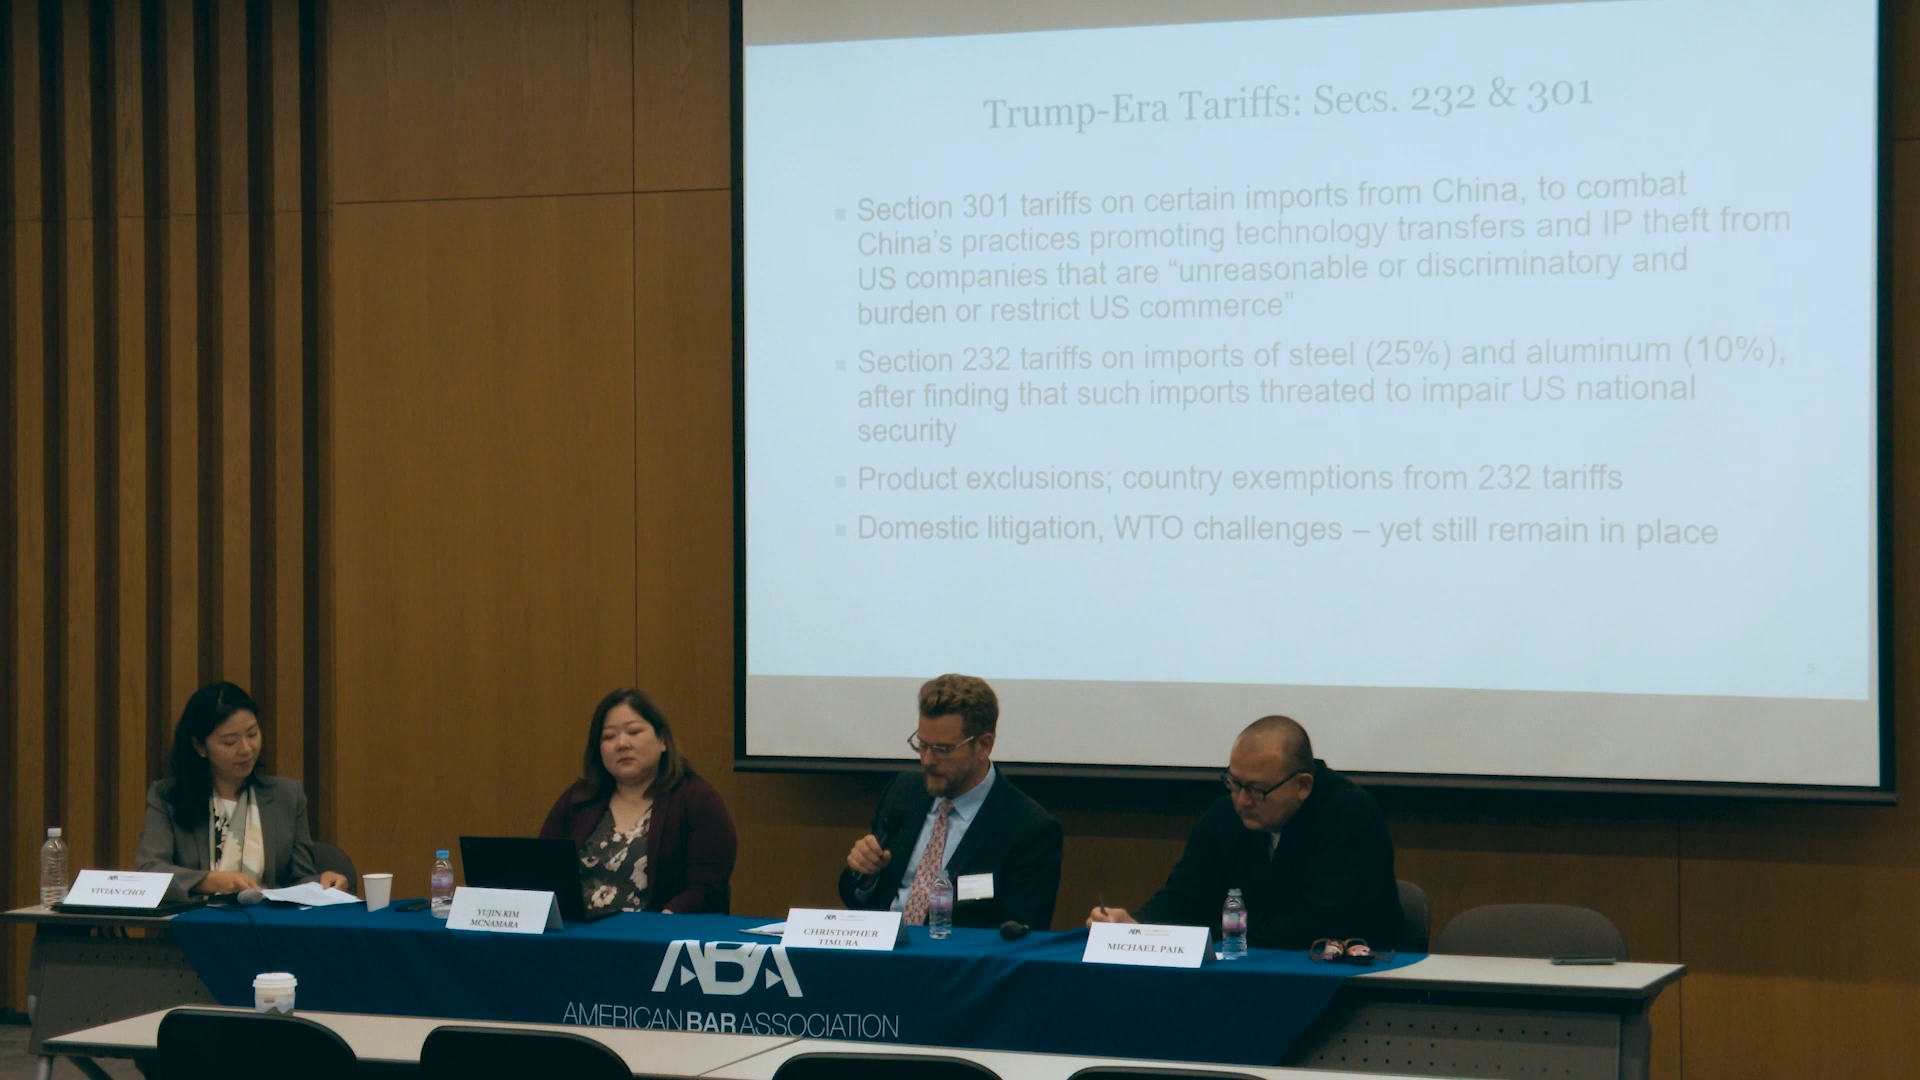 Trump-Era Tariffs: Secs. 232 & 301
Section 301 tariffs on certain imports from China, to combat
China's practices promoting technology transfers and IP theft from
US companies that are “unreasonable or discriminatory and
burden or restrict US commerce”
Section 232 tariffs on imports of steel (25%) and aluminum (10%),
after finding that such imports threated to impair US national
security
Product exclusions; country exemptions from 232 tariffs
Domestic litigation, WTO challenges – yet still remain in place
5
VIVIAN CHOI
YUJIN KIM
MCNAMARA
ABA
CHRISTOPHER
TIMURA
ABA
MICHAEL PAIK
ABA
AMERICAN BAR ASSOCIATION